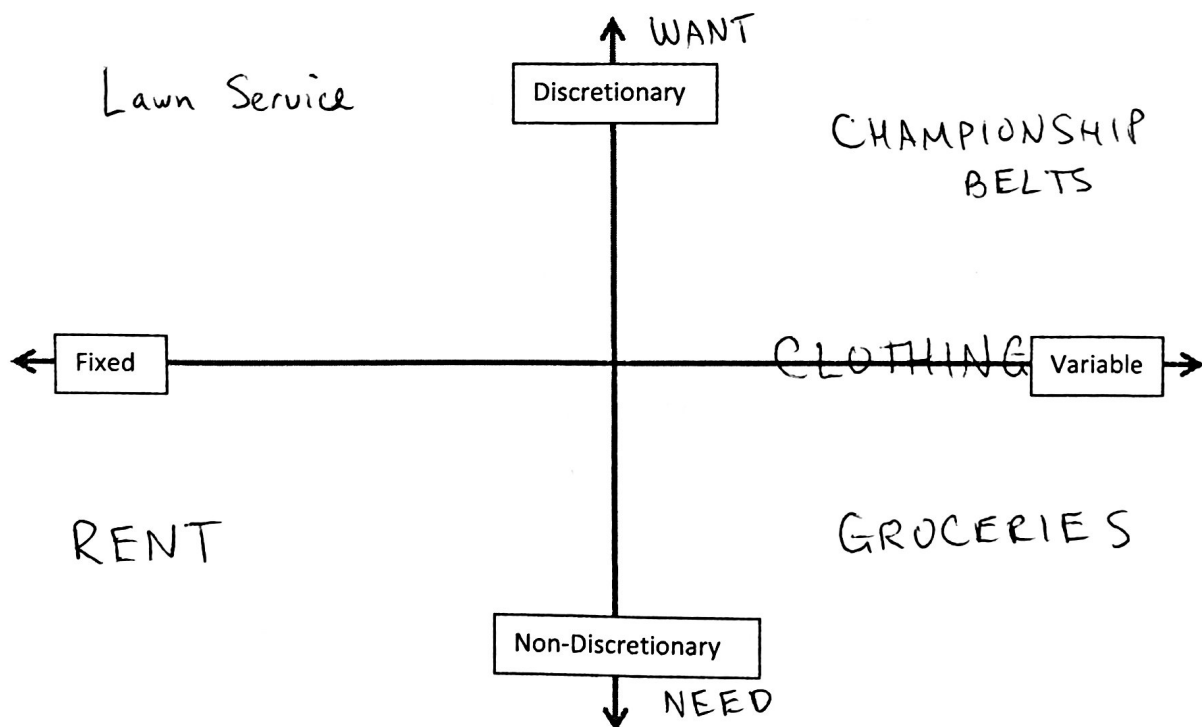 WANT
Discretionary
Lawn Service
CHAMPIONSHIP
BELTS
Fixed
CLOTHING
Variable
RENT
GROCERIES
Non-Discretionary
NEED